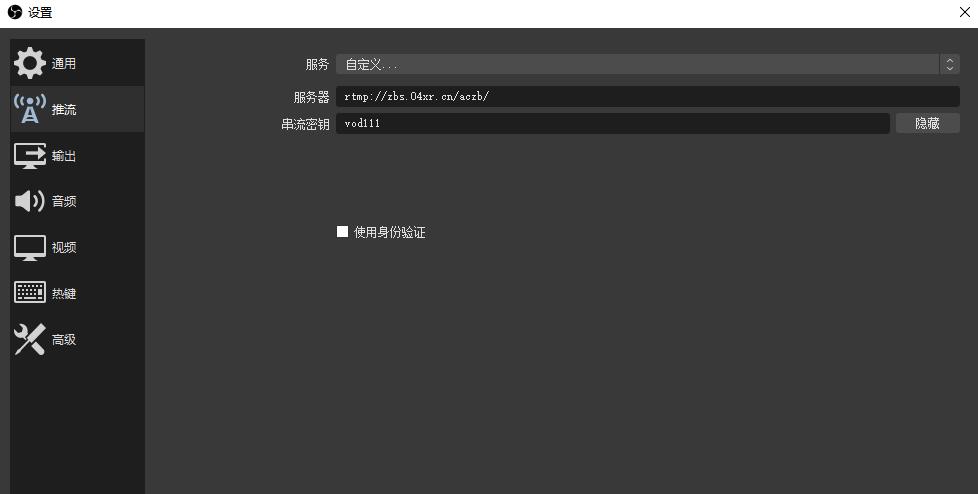 设置
通用
推流
输出
音频
视频
热键
高级
服务 自定义...
服务器 rtmp://zbs.04xr.cn/aczb/
串流密钥 vod111 隐藏
使用身份验证